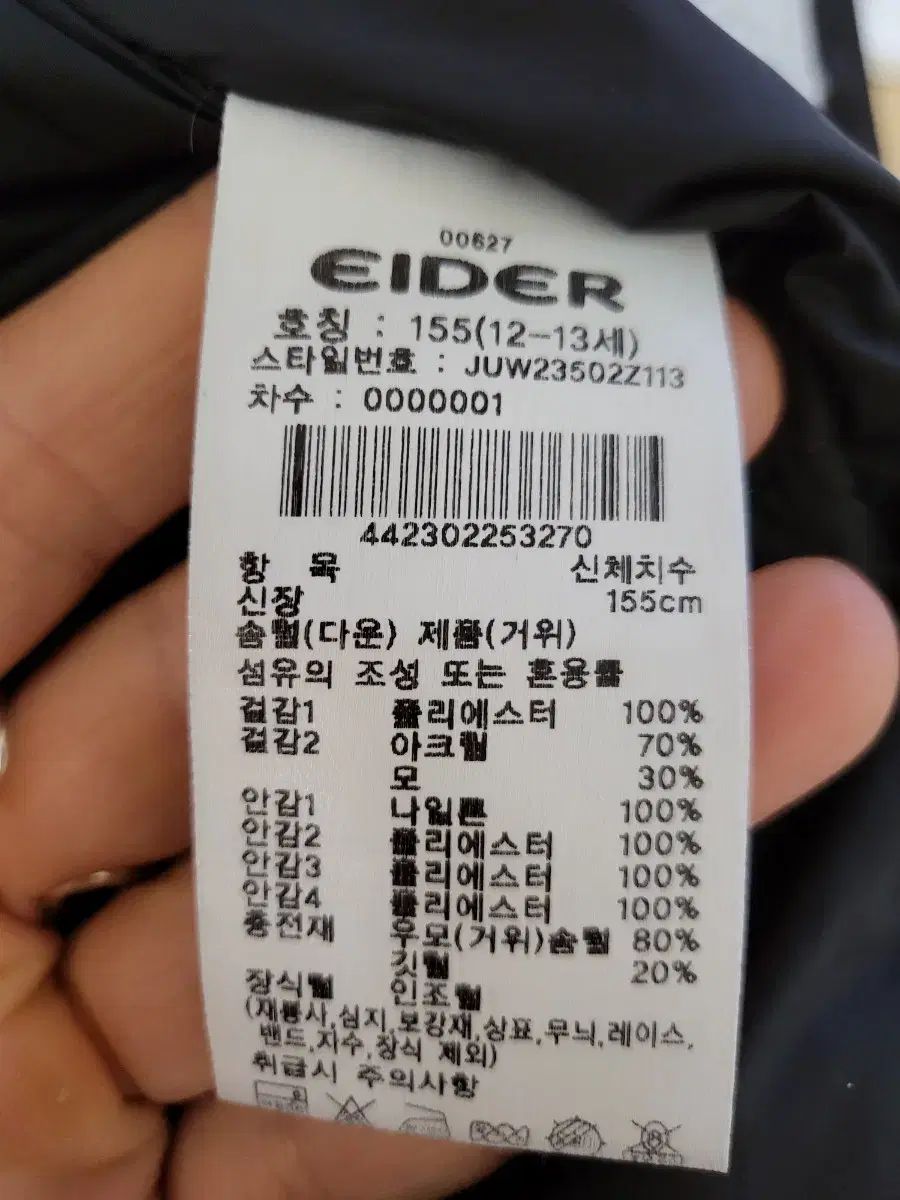 00627
EIDER
호칭 : 155(12-13세)
스타일번호 : JUW23502Z113
차수 : 0000001
442302253270
항 목 신체치수
신장 155cm
솜털(다운) 제품(거위)
섬유의 조성 또는 혼용률
겉감1 폴리에스터 100%
겉감2 아크릴 70%
모 30%
안감1 나일론 100%
안감2 폴리에스터 100%
안감3 폴리에스터 100%
안감4 폴리에스터 100%
충전재 우모(거위)솜털 80%
깃털 20%
장식털 인조털
(재봉사,심지,보강재,상표,무늬,레이스,
밴드,자수,장식 제외)
취급시 주의사항